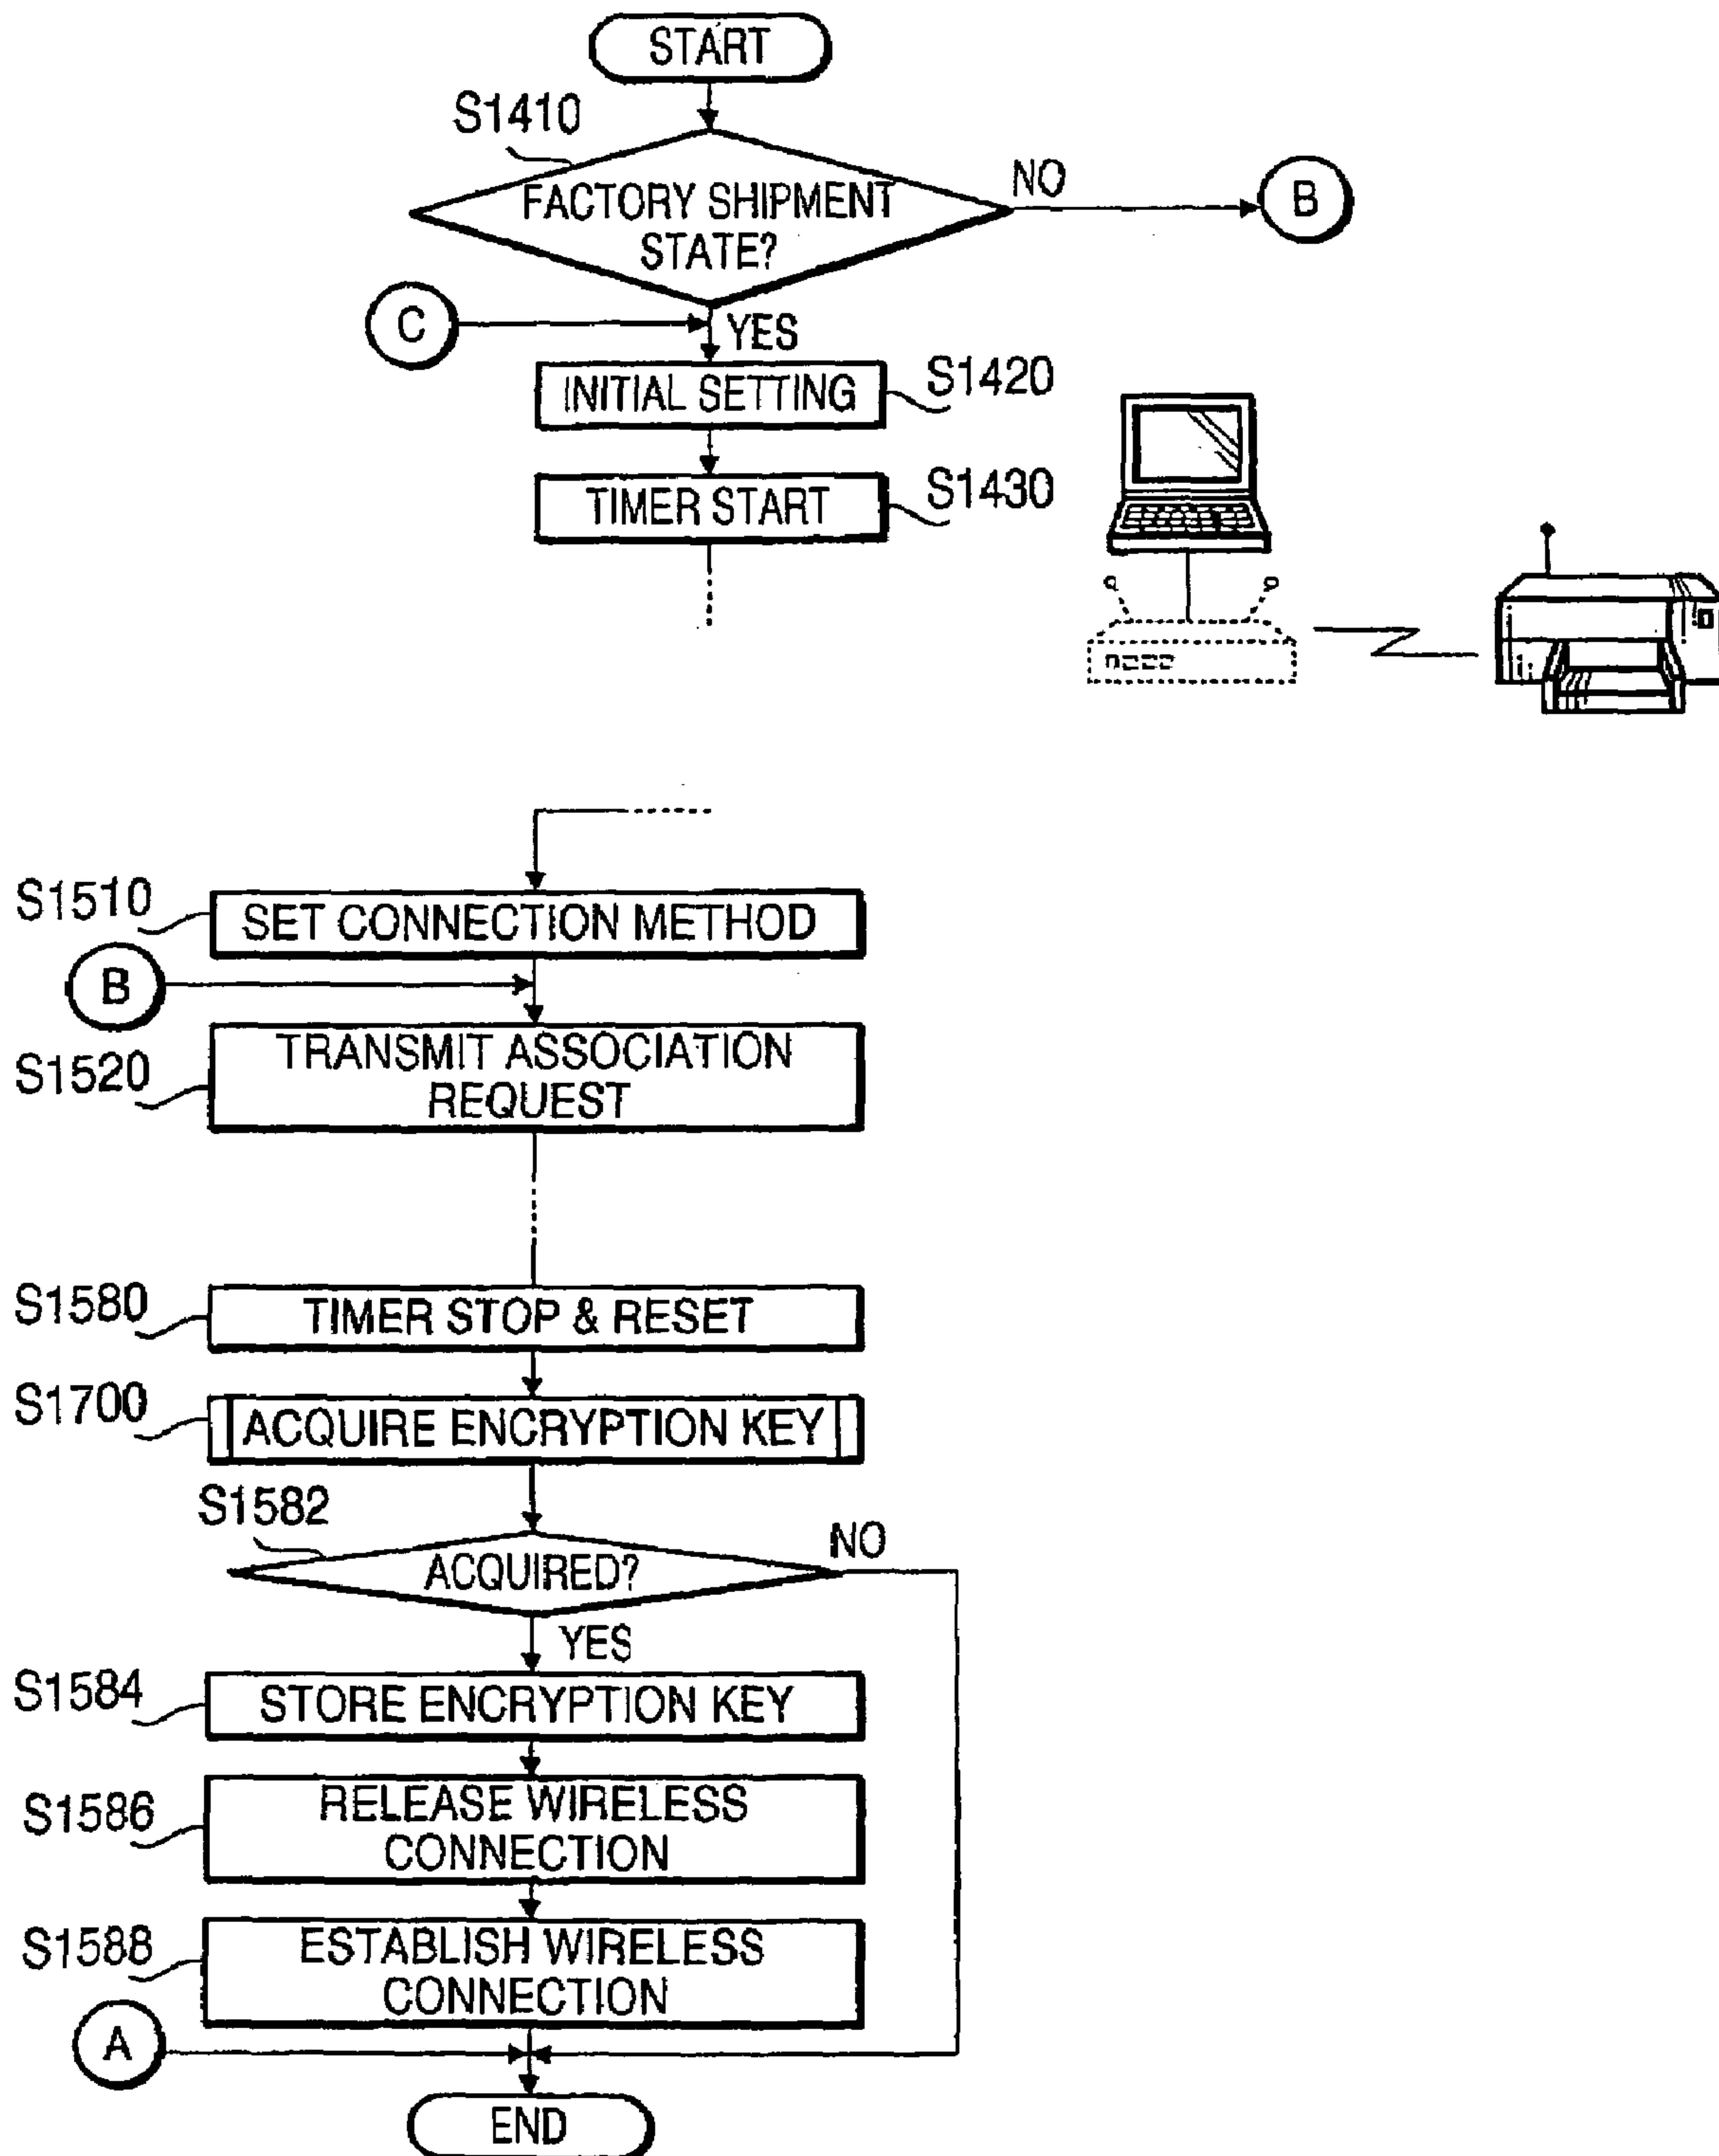 START
S1410
FACTORY SHIPMENT
STATE?
NO
B
C
YES
INITIAL SETTING
S1420
TIMER START
S1430
S1510
SET CONNECTION METHOD
B
S1520
TRANSMIT ASSOCIATION
REQUEST
S1580
TIMER STOP & RESET
S1700
ACQUIRE ENCRYPTION KEY
S1582
ACQUIRED?
NO
YES
S1584
STORE ENCRYPTION KEY
S1586
RELEASE WIRELESS
CONNECTION
S1588
ESTABLISH WIRELESS
CONNECTION
A
END